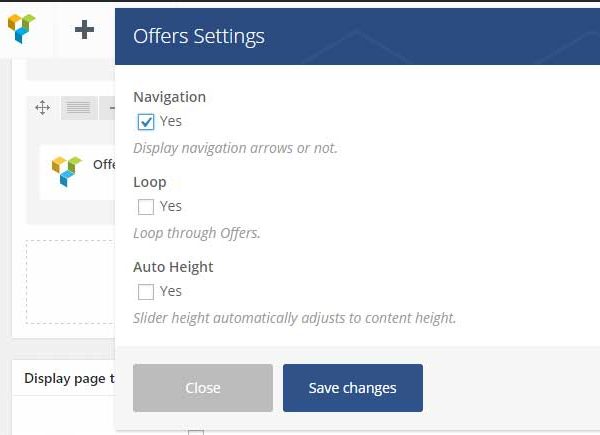 Offers Settings
Navigation
Yes
Display navigation arrows or not.
Loop
Yes
Loop through Offers.
Auto Height
Yes
Slider height automatically adjusts to content height.
Close
Save changes
Offe
Display page t